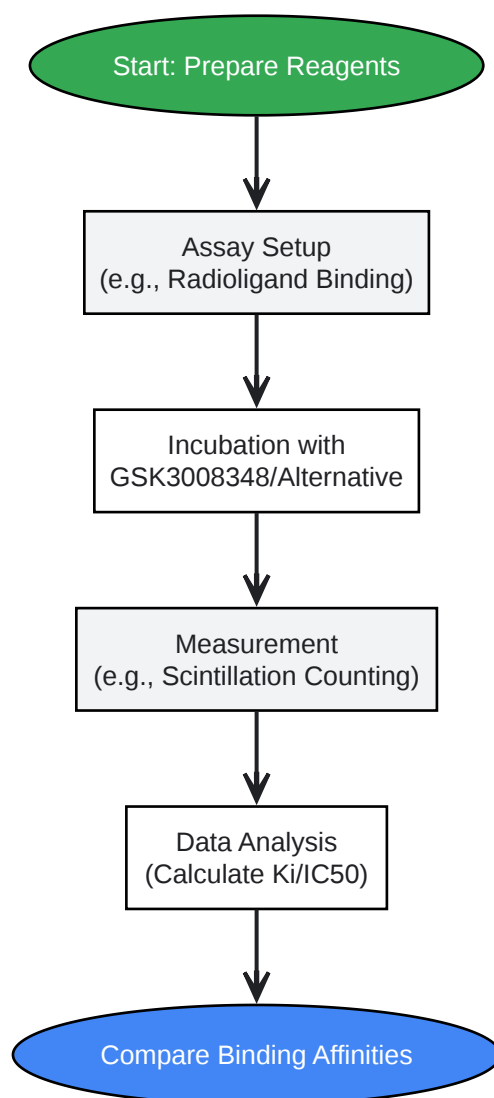 Start: Prepare Reagents
Assay Setup
(e.g., Radioligand Binding)
Incubation with
GSK3008348/Alternative
Measurement
(e.g., Scintillation Counting)
Data Analysis
(Calculate Ki/IC50)
Compare Binding Affinities